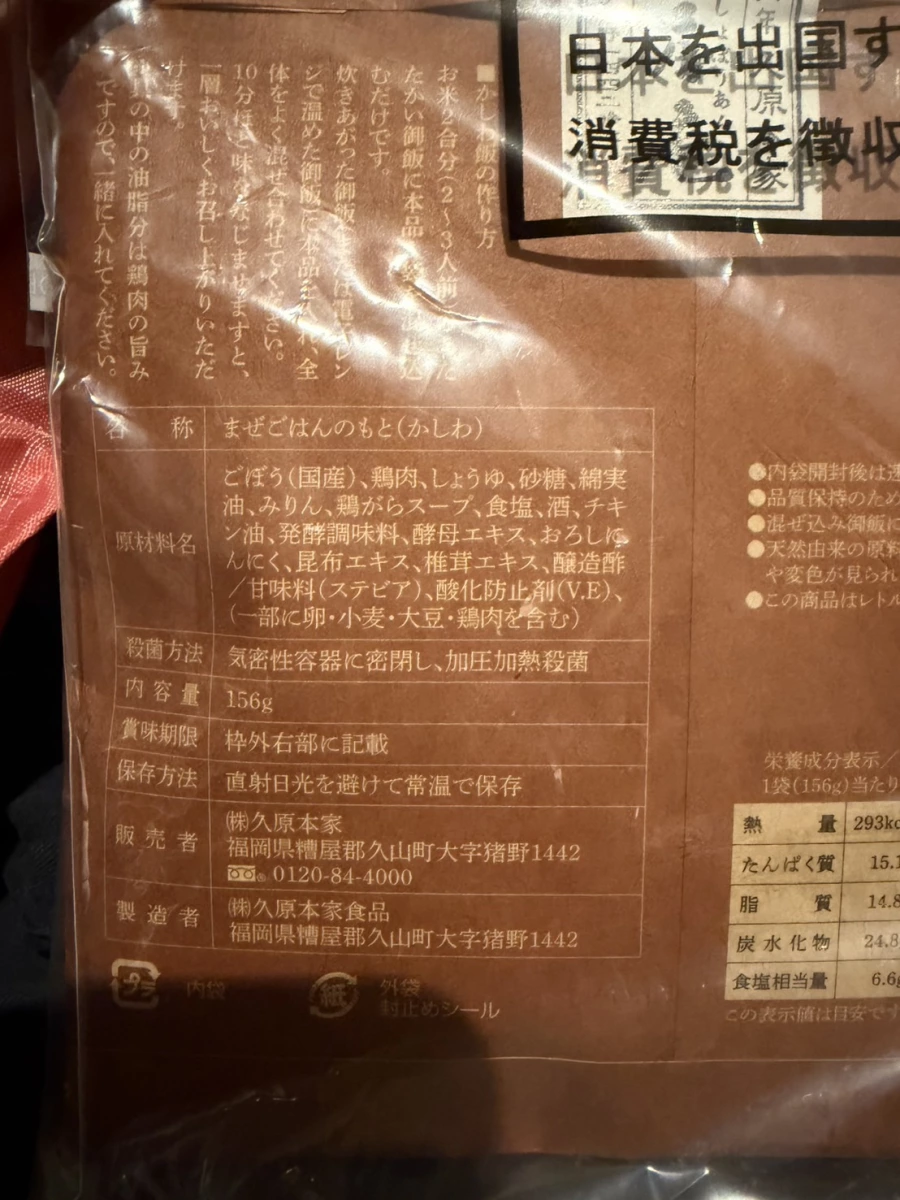 日本を出国す
消費税を徴収
■かしわ飯の作り方
お米2合分(2〜3人前)
たかい御飯に本品
むだけです。
炊きあがった御飯
ジで温めた御飯に本品を入れ、全
体をよく混ぜ合わせてください。
10分ほど味をなじませますと、
一層おいしくお召し上がりいただ
けます。
の中の油脂分は鶏肉の旨み
ですので、一緒に入れてください。
名 称 まぜごはんのもと(かしわ)
原材料名 ごぼう(国産)、鶏肉、しょうゆ、砂糖、綿実
油、みりん、鶏がらスープ、食塩、酒、チキ
ン油、発酵調味料、酵母エキス、おろしに
んにく、昆布エキス、椎茸エキス、醸造酢
/甘味料(ステビア)、酸化防止剤(V.E)、
(一部に卵・小麦・大豆・鶏肉を含む)
殺菌方法 気密性容器に密閉し、加圧加熱殺菌
内容量 156g
賞味期限 枠外右部に記載
保存方法 直射日光を避けて常温で保存
販売者 ㈱久原本家
福岡県糟屋郡久山町大字猪野1442
0120-84-4000
製造者 ㈱久原本家食品
福岡県糟屋郡久山町大字猪野1442
プラ 内袋
紙 外袋
封止めシール
●内袋開封後は
●品質保持のため
●混ぜ込み御飯に
●天然由来の原料
や変色が見られ
●この商品はレトル
栄養成分表示/
1袋(156g)当たり
熱量 293kc
たんぱく質 15.1
脂質 14.8
炭水化物 24.8
食塩相当量 6.6g
この表示値は目安です